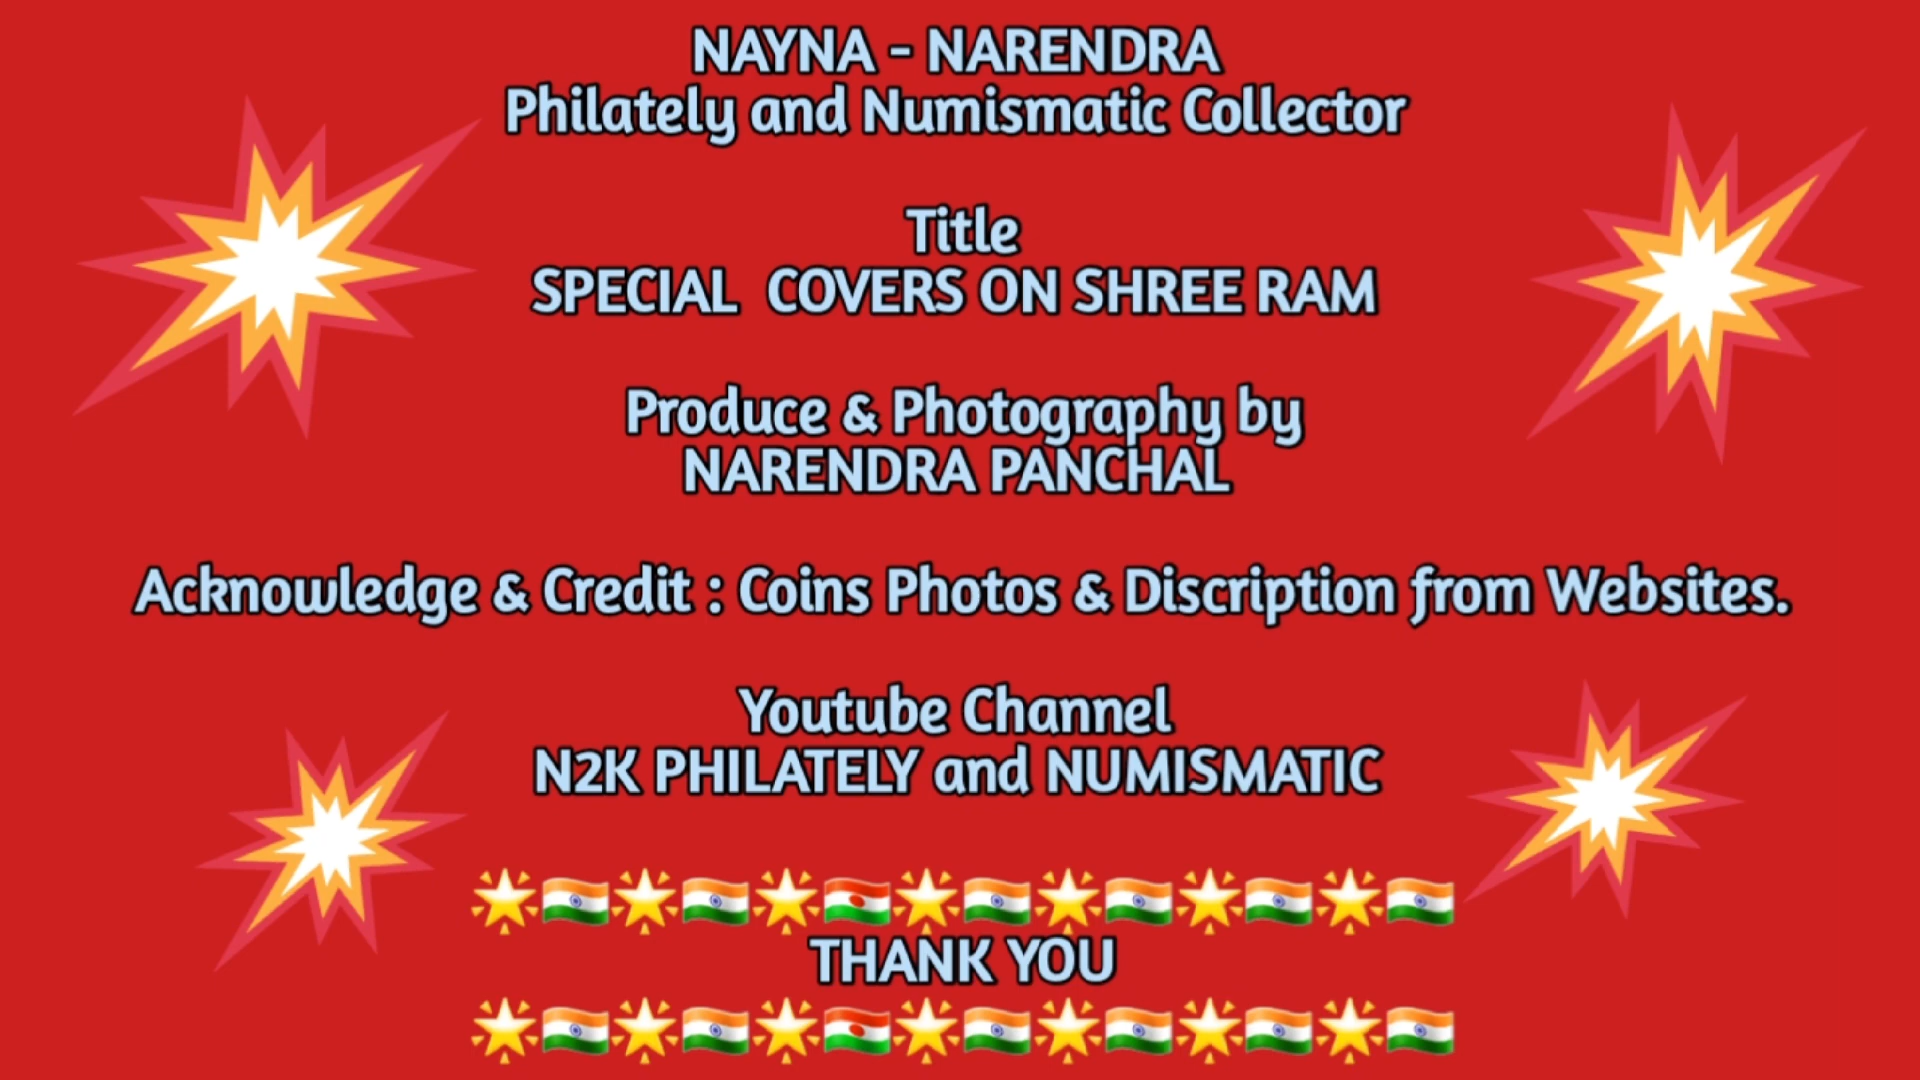 NAYNA - NARENDRA
Philately and Numismatic Collector
Title
SPECIAL COVERS ON SHREE RAM
Produce & Photography by
NARENDRA PANCHAL
Acknowledge & Credit : Coins Photos & Discription from Websites.
Youtube Channel
N2K PHILATELY and NUMISMATIC
THANK YOU